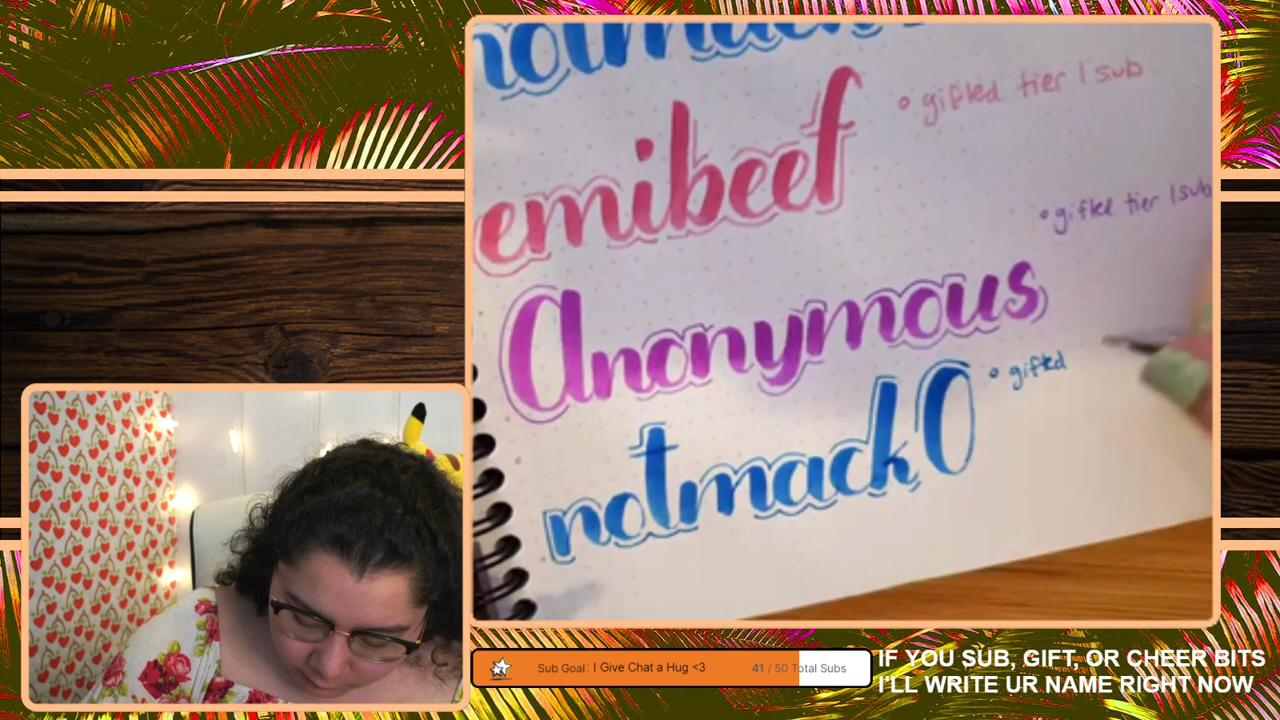 emibeef
° gifted tier 1 sub
° gifted tier 1 sub
Anonymous
° gifted
notmack0
Sub Goal: I Give Chat a Hug <3
41 / 50 Total Subs
IF YOU SUB, GIFT, OR CHEER BITS
I'LL WRITE UR NAME RIGHT NOW